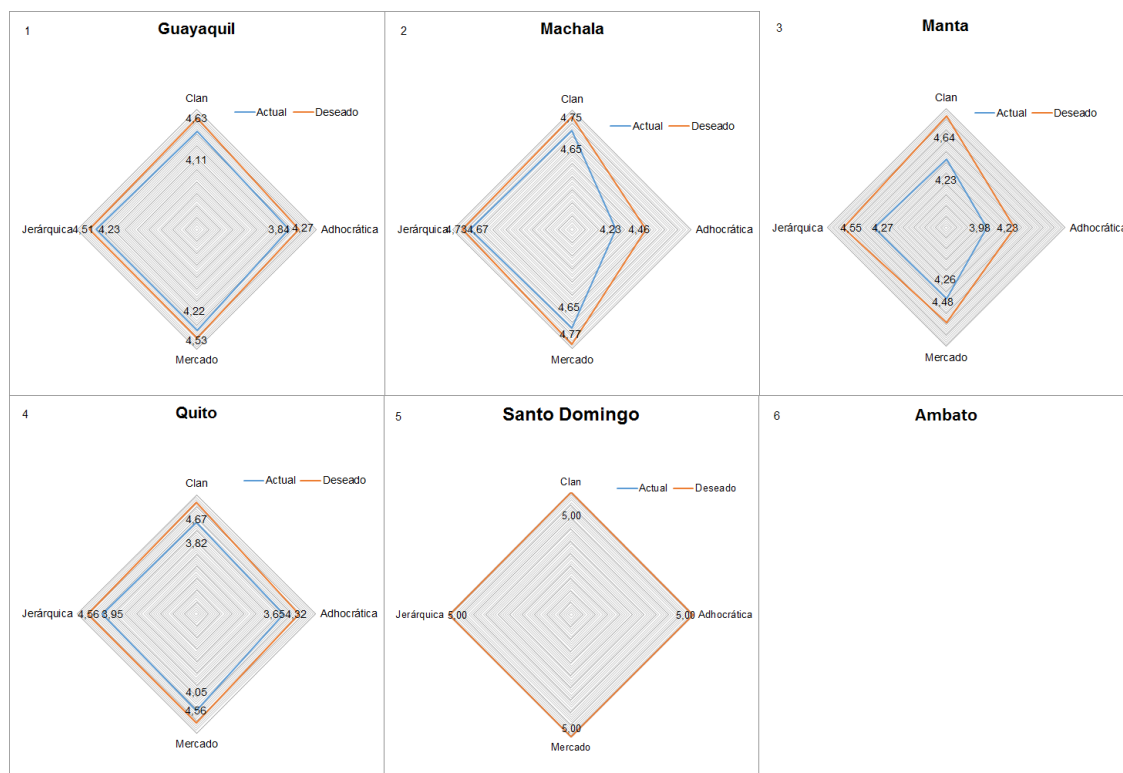 1
Guayaquil
Clan
Actual
Deseado
4,63
4,11
Jerárquica
4,51
4,23
3,84
4,27
Adhocrática
4,22
4,53
Mercado
2
Machala
Clan
Actual
Deseado
4,75
4,65
Jerárquica
4,73
4,67
4,23
4,46
Adhocrática
4,65
4,77
Mercado
3
Manta
Clan
Actual
Deseado
4,64
4,23
Jerárquica
4,55
4,27
3,98
4,23
Adhocrática
4,26
4,48
Mercado
4
Quito
Clan
Actual
Deseado
4,67
3,82
Jerárquica
4,56
3,95
3,65
4,32
Adhocrática
4,05
4,56
Mercado
5
Santo Domingo
Clan
Actual
Deseado
5,00
Jerárquica
5,00
5,00
Adhocrática
5,00
Mercado
6
Ambato